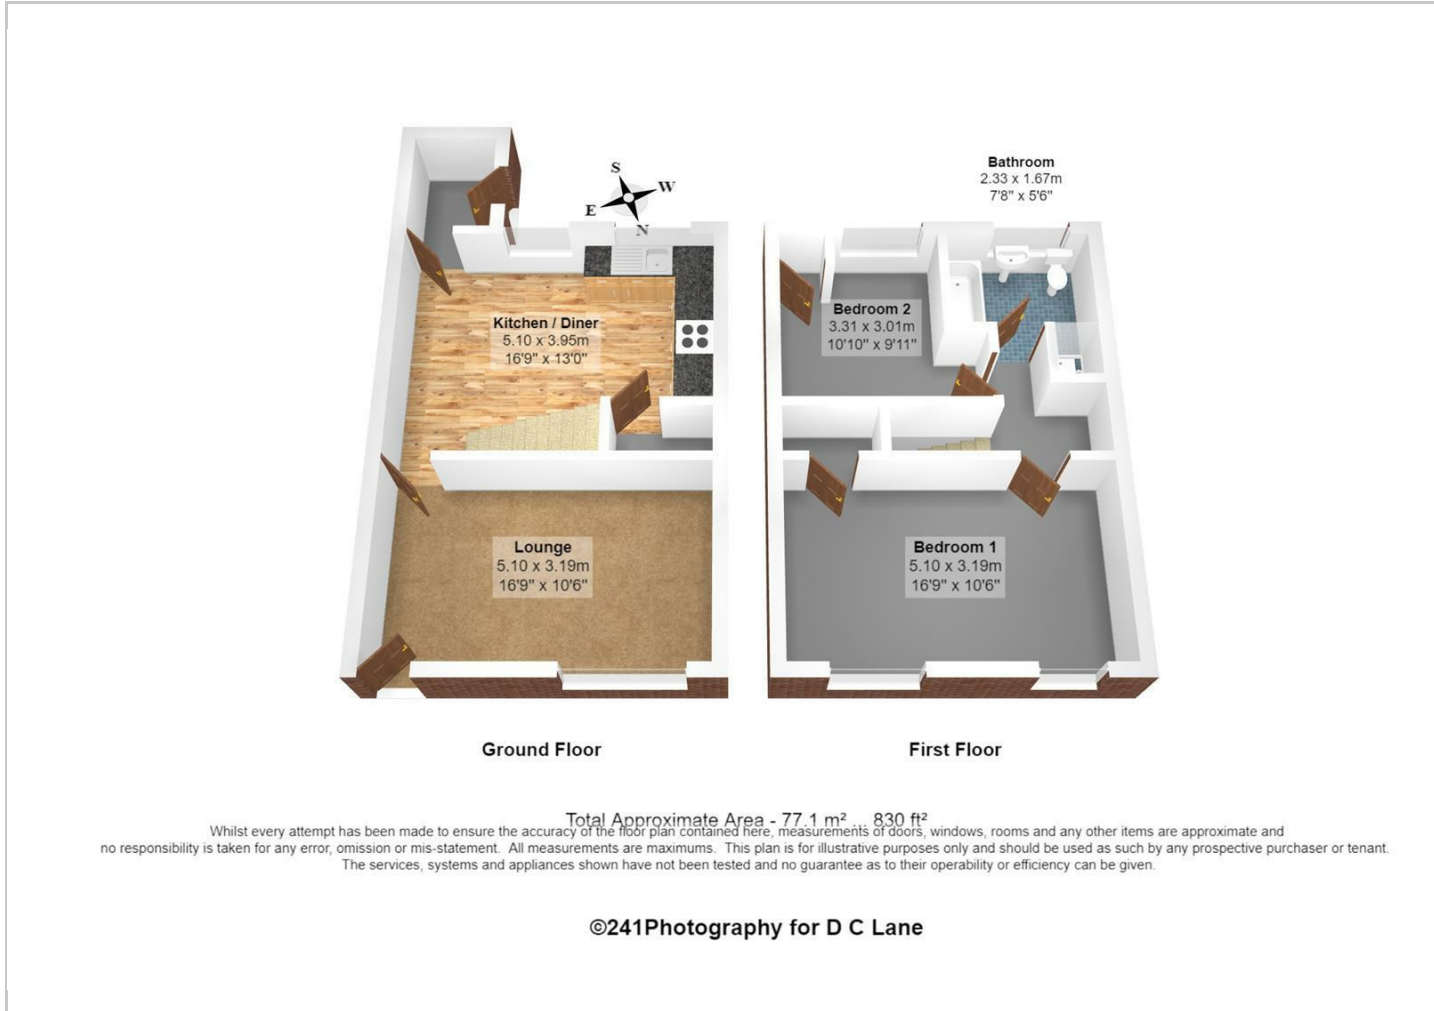 S
W
E
N
Bathroom
2.33 x 1.67m
7'8" x 5'6"
Kitchen / Diner
5.10 x 3.95m
16'9" x 13'0"
Bedroom 2
3.31 x 3.01m
10'10" x 9'11"
Lounge
5.10 x 3.19m
16'9" x 10'6"
Bedroom 1
5.10 x 3.19m
16'9" x 10'6"
Ground Floor
First Floor
Total Approximate Area - 77.1 m² ... 830 ft²
Whilst every attempt has been made to ensure the accuracy of the floor plan contained here, measurements of doors, windows, rooms and any other items are approximate and
no responsibility is taken for any error, omission or mis-statement. All measurements are maximums. This plan is for illustrative purposes only and should be used as such by any prospective purchaser or tenant.
The services, systems and appliances shown have not been tested and no guarantee as to their operability or efficiency can be given.
©241Photography for D C Lane